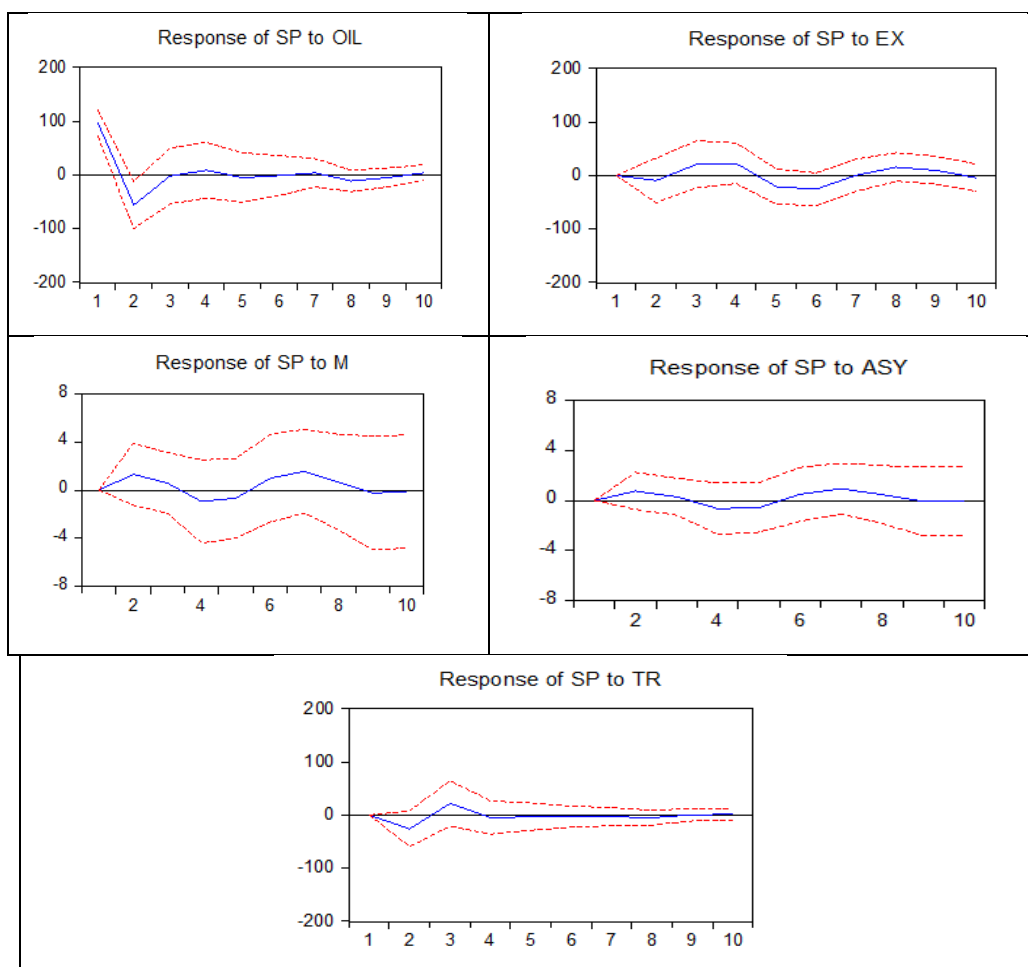 Response of SP to OIL
200
100
0
-100
-200
1 2 3 4 5 6 7 8 9 10
Response of SP to EX
200
100
0
-100
-200
1 2 3 4 5 6 7 8 9 10
Response of SP to M
8
4
0
-4
-8
2 4 6 8 10
Response of SP to ASY
8
4
0
-4
-8
2 4 6 8 10
Response of SP to TR
200
100
0
-100
-200
1 2 3 4 5 6 7 8 9 10